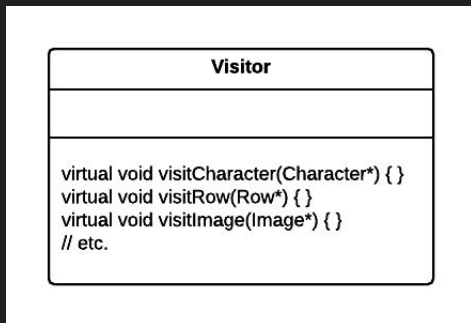 Visitor
virtual void visitCharacter(Character*) { }
virtual void visitRow(Row*) { }
virtual void visitImage(Image*) { }
// etc.